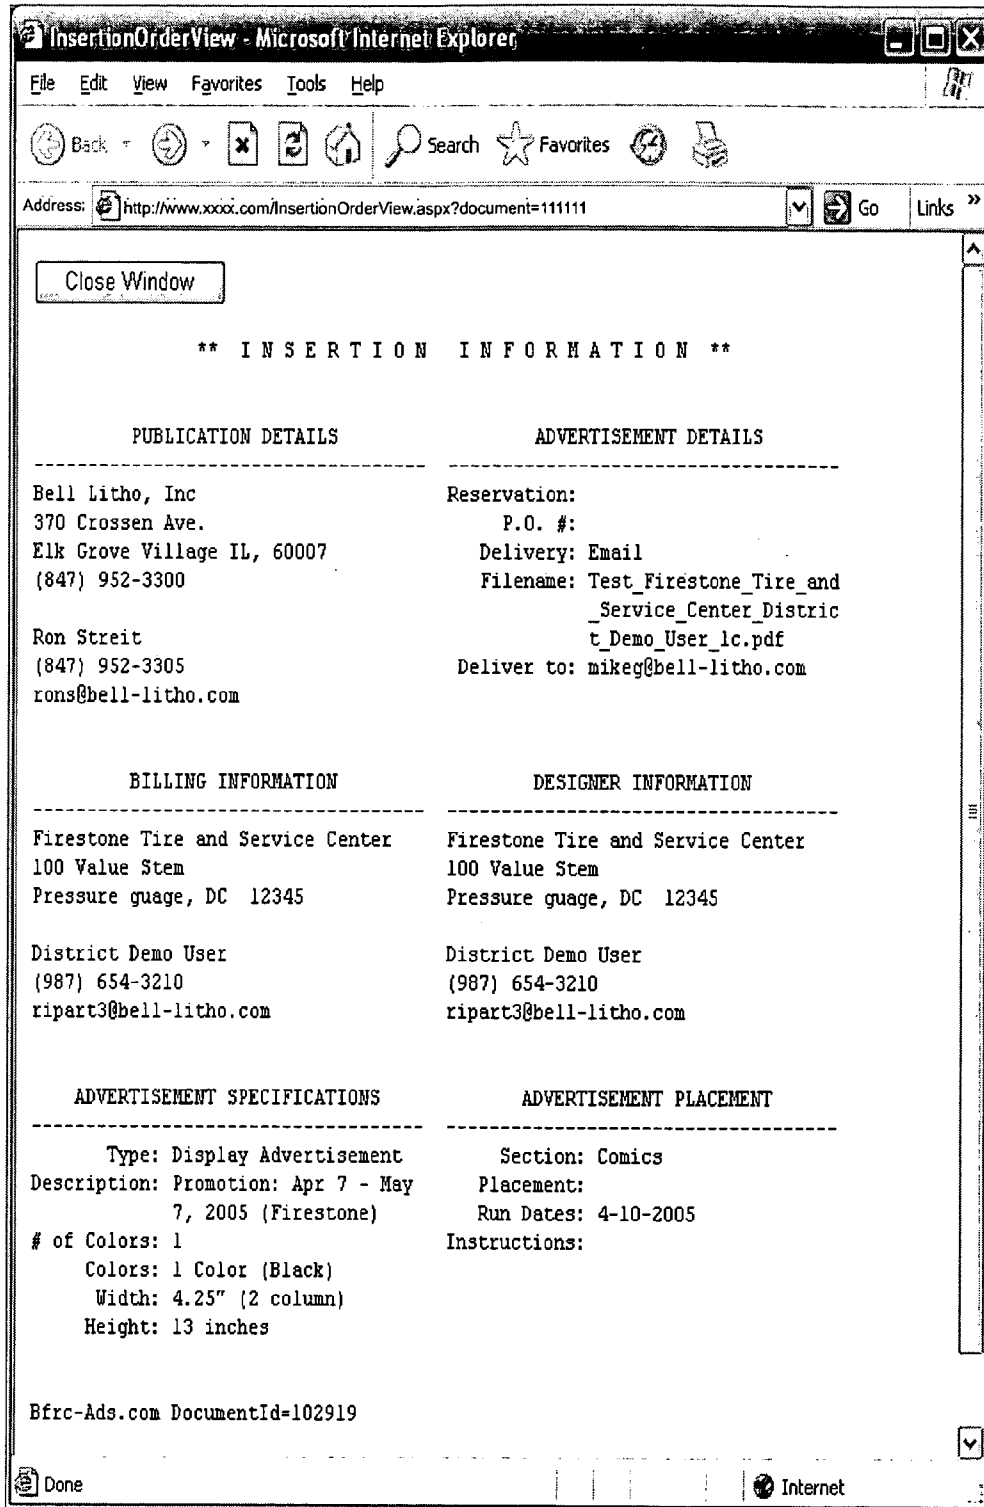 InsertionOrderView - Microsoft Internet Explorer
File Edit View Favorites Tools Help
Back Search Favorites
Address: http://www.xxxx.com/InsertionOrderView.aspx?document=111111 Go Links »
Close Window
** I N S E R T I O N I N F O R M A T I O N **
PUBLICATION DETAILS
------------------------------------
Bell Litho, Inc
370 Crossen Ave.
Elk Grove Village IL, 60007
(847) 952-3300
Ron Streit
(847) 952-3305
rons@bell-litho.com
ADVERTISEMENT DETAILS
------------------------------------
Reservation:
P.O. #:
Delivery: Email
Filename: Test_Firestone_Tire_and
_Service_Center_Distric
t_Demo_User_lc.pdf
Deliver to: mikeg@bell-litho.com
BILLING INFORMATION
------------------------------------
Firestone Tire and Service Center
100 Value Stem
Pressure guage, DC 12345
District Demo User
(987) 654-3210
ripart3@bell-litho.com
DESIGNER INFORMATION
------------------------------------
Firestone Tire and Service Center
100 Value Stem
Pressure guage, DC 12345
District Demo User
(987) 654-3210
ripart3@bell-litho.com
ADVERTISEMENT SPECIFICATIONS
------------------------------------
Type: Display Advertisement
Description: Promotion: Apr 7 - May
7, 2005 (Firestone)
# of Colors: 1
Colors: 1 Color (Black)
Width: 4.25" (2 column)
Height: 13 inches
ADVERTISEMENT PLACEMENT
------------------------------------
Section: Comics
Placement:
Run Dates: 4-10-2005
Instructions:
Bfrc-Ads.com DocumentId=102919
Done Internet